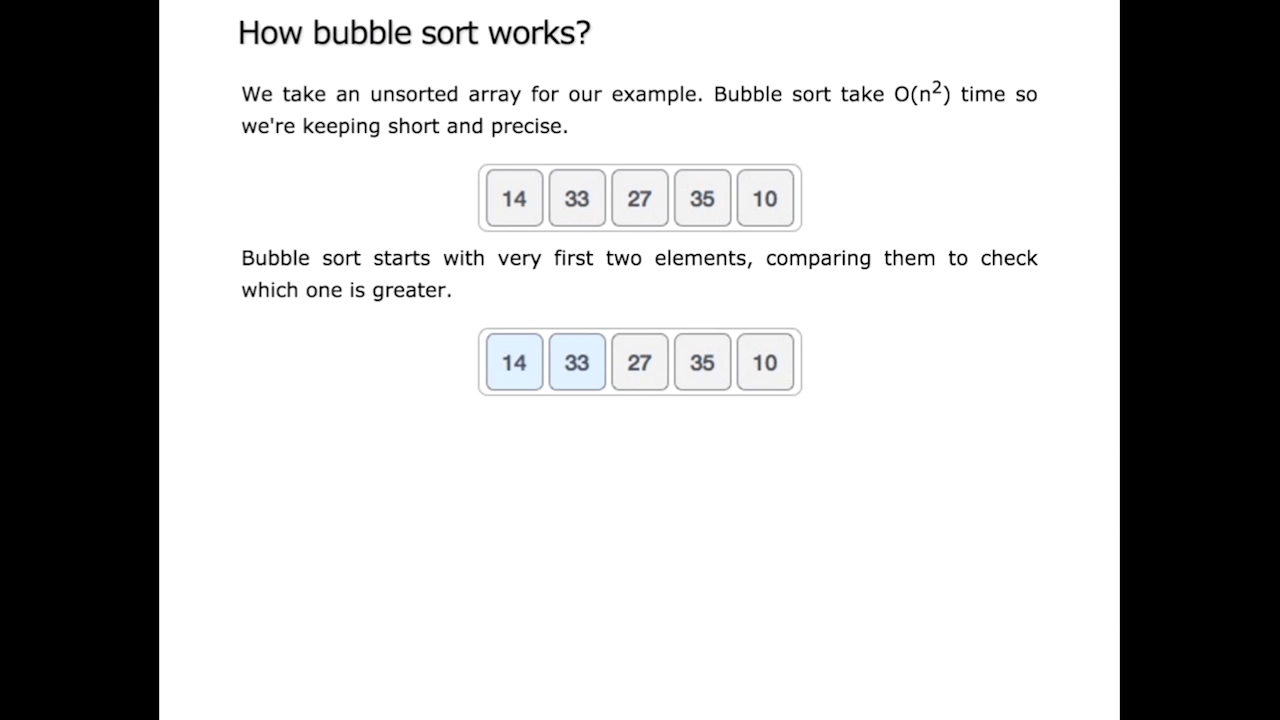 How bubble sort works?
We take an unsorted array for our example. Bubble sort take O(n²) time so
we're keeping short and precise.
14 33 27 35 10
Bubble sort starts with very first two elements, comparing them to check
which one is greater.
14 33 27 35 10